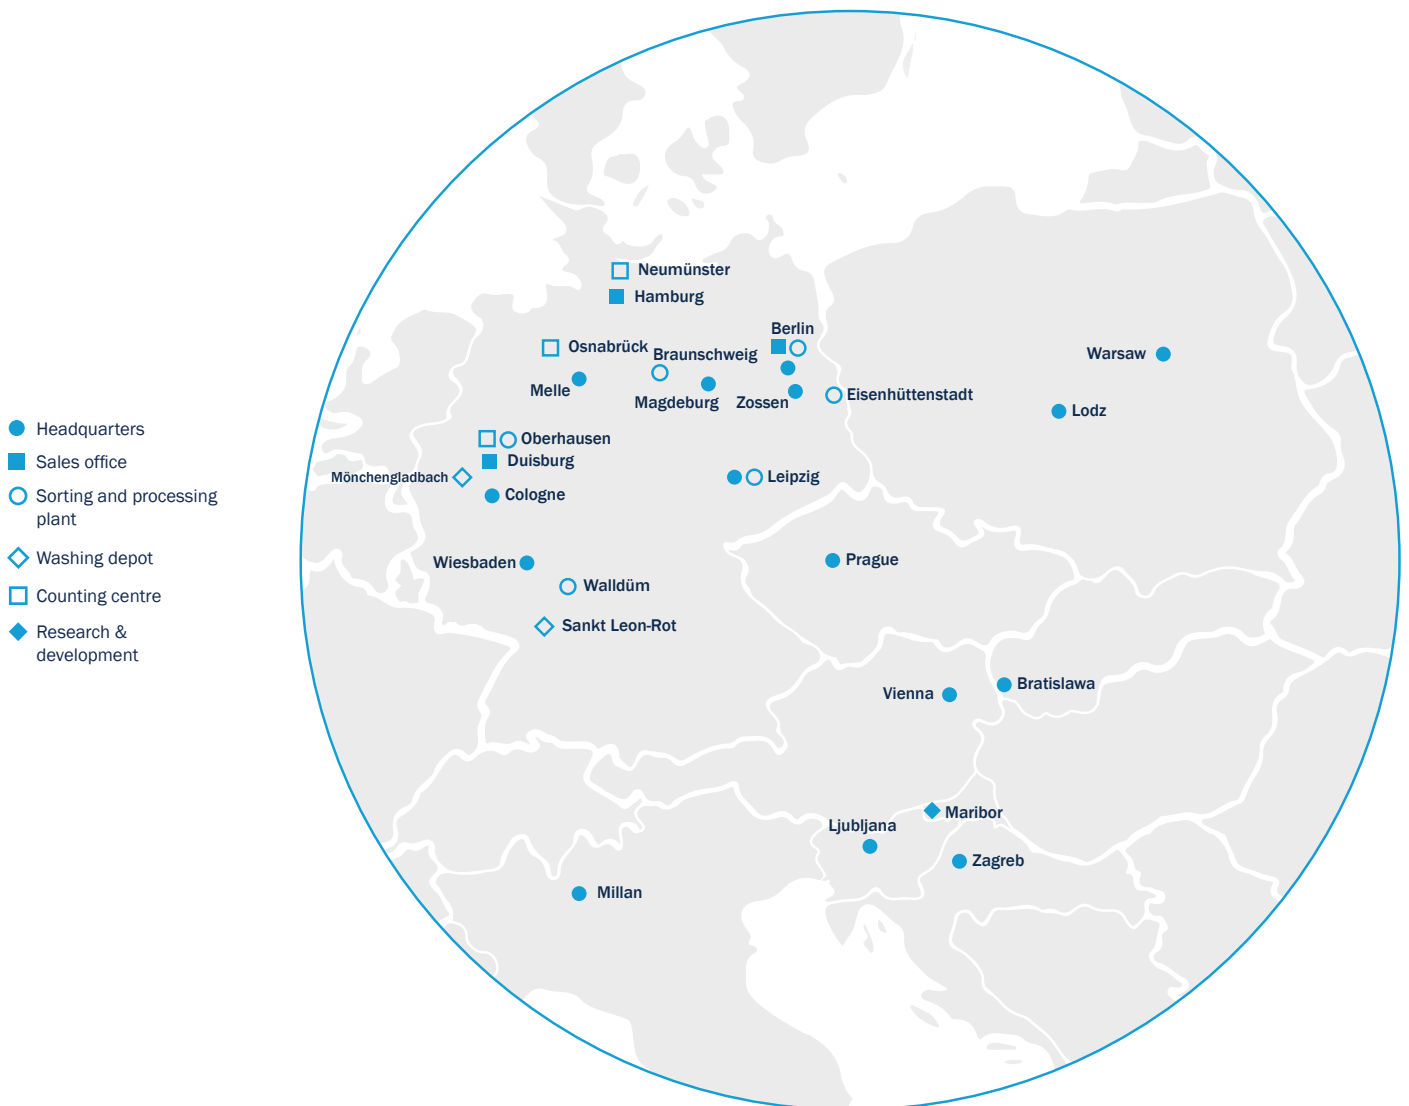 Headquarters
Sales office
Sorting and processing
plant
Washing depot
Counting centre
Research &
development
Neumünster
Hamburg
Berlin
Osnabrück
Braunschweig
Warsaw
Melle
Magdeburg
Zossen
Eisenhüttenstadt
Lodz
Oberhausen
Duisburg
Mönchengladbach
Leipzig
Cologne
Wiesbaden
Prague
Walldüm
Sankt Leon-Rot
Vienna
Bratislawa
Maribor
Ljubljana
Zagreb
Millan